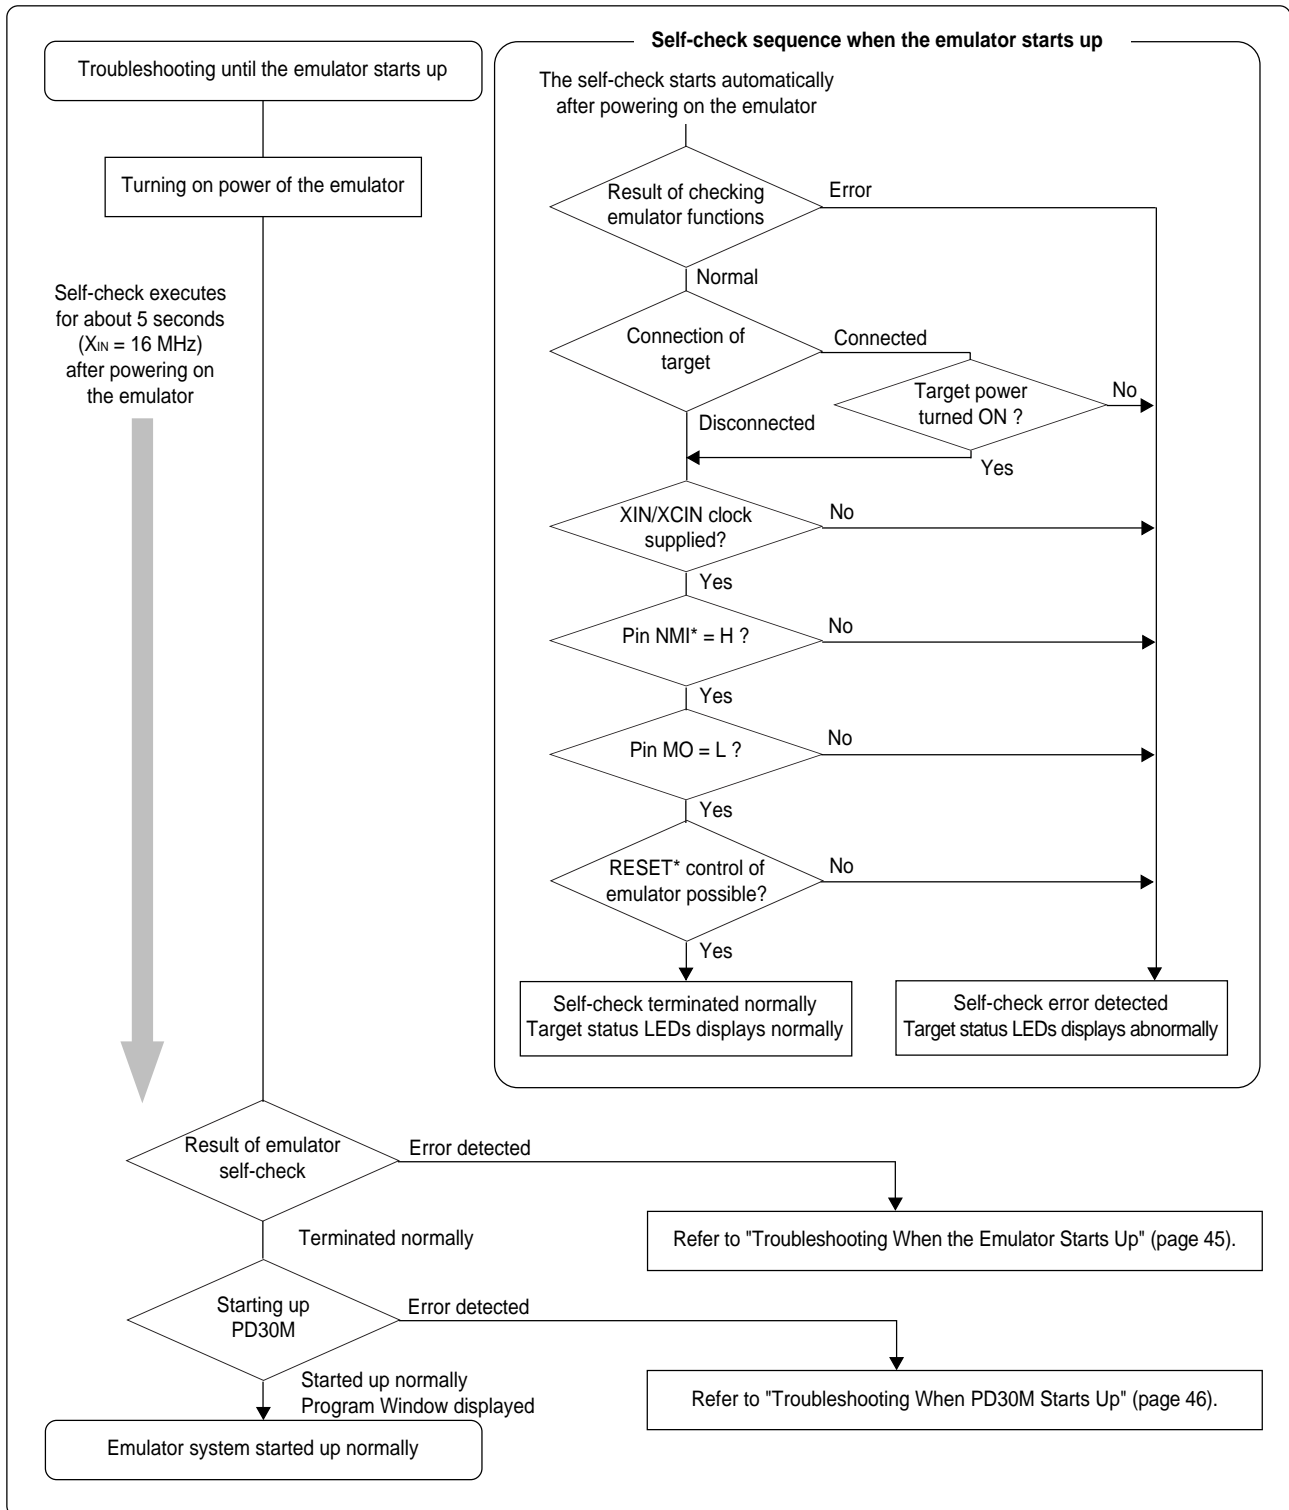 Troubleshooting until the emulator starts up
Turning on power of the emulator
Self-check executes
for about 5 seconds
(XIN = 16 MHz)
after powering on
the emulator
Self-check sequence when the emulator starts up
The self-check starts automatically
after powering on the emulator
Result of checking
emulator functions
Error
Normal
Connection of
target
Connected
Target power
turned ON ?
No
Disconnected
Yes
XIN/XCIN clock
supplied?
No
Yes
Pin NMI* = H ?
No
Yes
Pin MO = L ?
No
Yes
RESET* control of
emulator possible?
No
Yes
Self-check terminated normally
Target status LEDs displays normally
Self-check error detected
Target status LEDs displays abnormally
Result of emulator
self-check
Error detected
Refer to "Troubleshooting When the Emulator Starts Up" (page 45).
Terminated normally
Starting up
PD30M
Error detected
Refer to "Troubleshooting When PD30M Starts Up" (page 46).
Started up normally
Program Window displayed
Emulator system started up normally